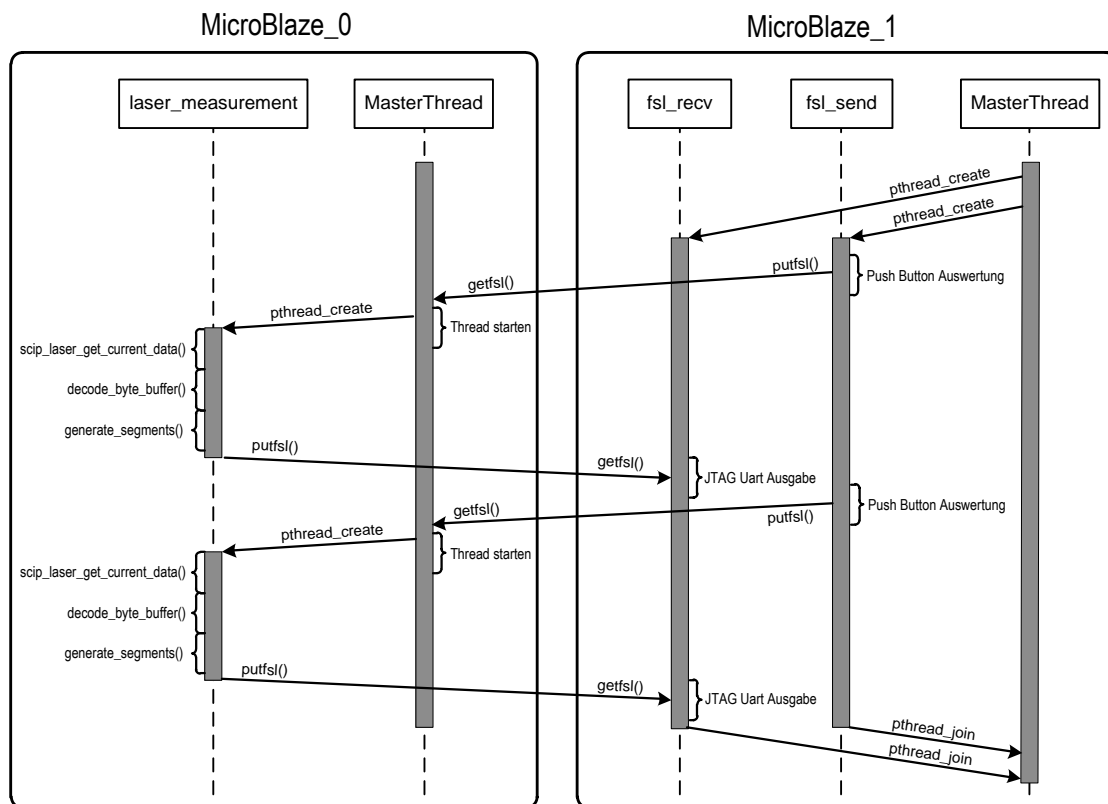 MicroBlaze_0
MicroBlaze_1
laser_measurement
MasterThread
fsl_recv
fsl_send
MasterThread
pthread_create
pthread_create
putfsl()
Push Button Auswertung
getfsl()
pthread_create
Thread starten
scip_laser_get_current_data()
decode_byte_buffer()
generate_segments()
putfsl()
getfsl()
JTAG Uart Ausgabe
Push Button Auswertung
putfsl()
getfsl()
pthread_create
Thread starten
scip_laser_get_current_data()
decode_byte_buffer()
generate_segments()
putfsl()
getfsl()
JTAG Uart Ausgabe
pthread_join
pthread_join